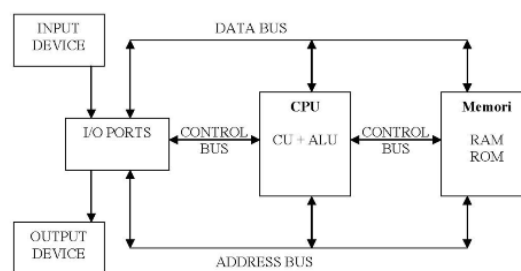 INPUT
DEVICE
DATA BUS
I/O PORTS
CONTROL
BUS
CPU
CU + ALU
CONTROL
BUS
Memori
RAM
ROM
OUTPUT
DEVICE
ADDRESS BUS